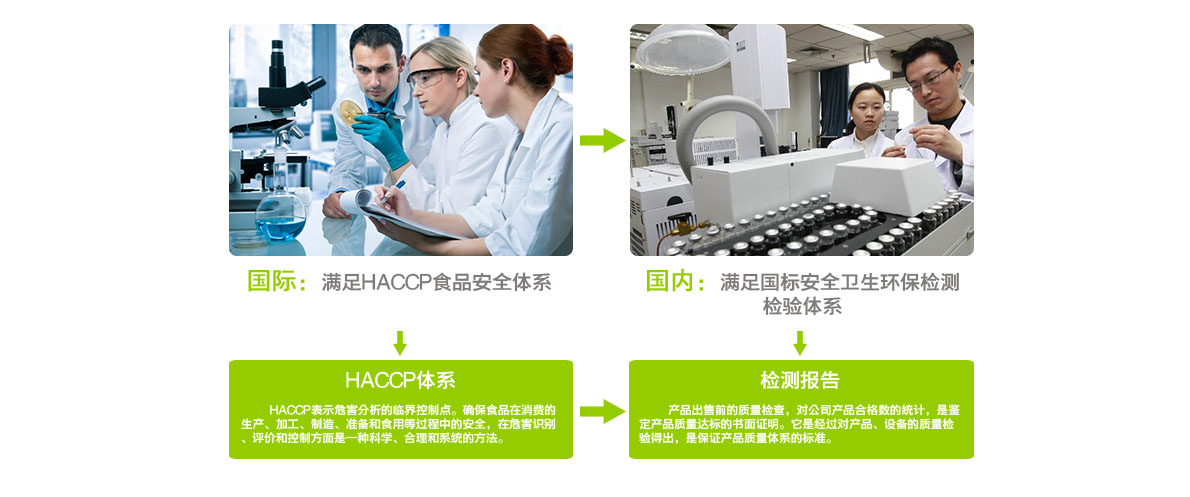 国际：满足HACCP食品安全体系
国内：满足国标安全卫生环保检测
检验体系
HACCP体系
HACCP表示危害分析的临界控制点。确保食品在消费的
生产、加工、制造、准备和食用等过程中的安全，在危害识别
、评价和控制方面是一种科学、合理和系统的方法。
检测报告
产品出售前的质量检查，对公司产品合格数的统计，是鉴
定产品质量达标的书面证明。它是经过对产品、设备的质量检
验得出，是保证产品质量体系的标准。